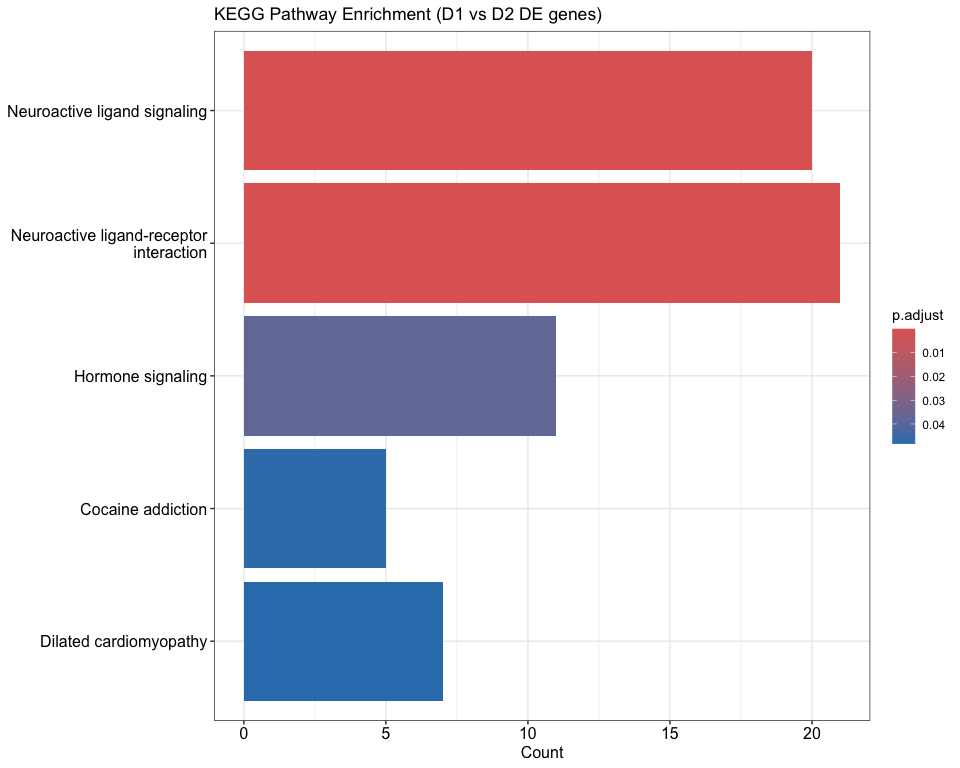 KEGG Pathway Enrichment (D1 vs D2 DE genes)
Neuroactive ligand signaling
Neuroactive ligand-receptor
interaction
Hormone signaling
Cocaine addiction
Dilated cardiomyopathy
0 5 10 15 20
Count
p.adjust
0.01
0.02
0.03
0.04